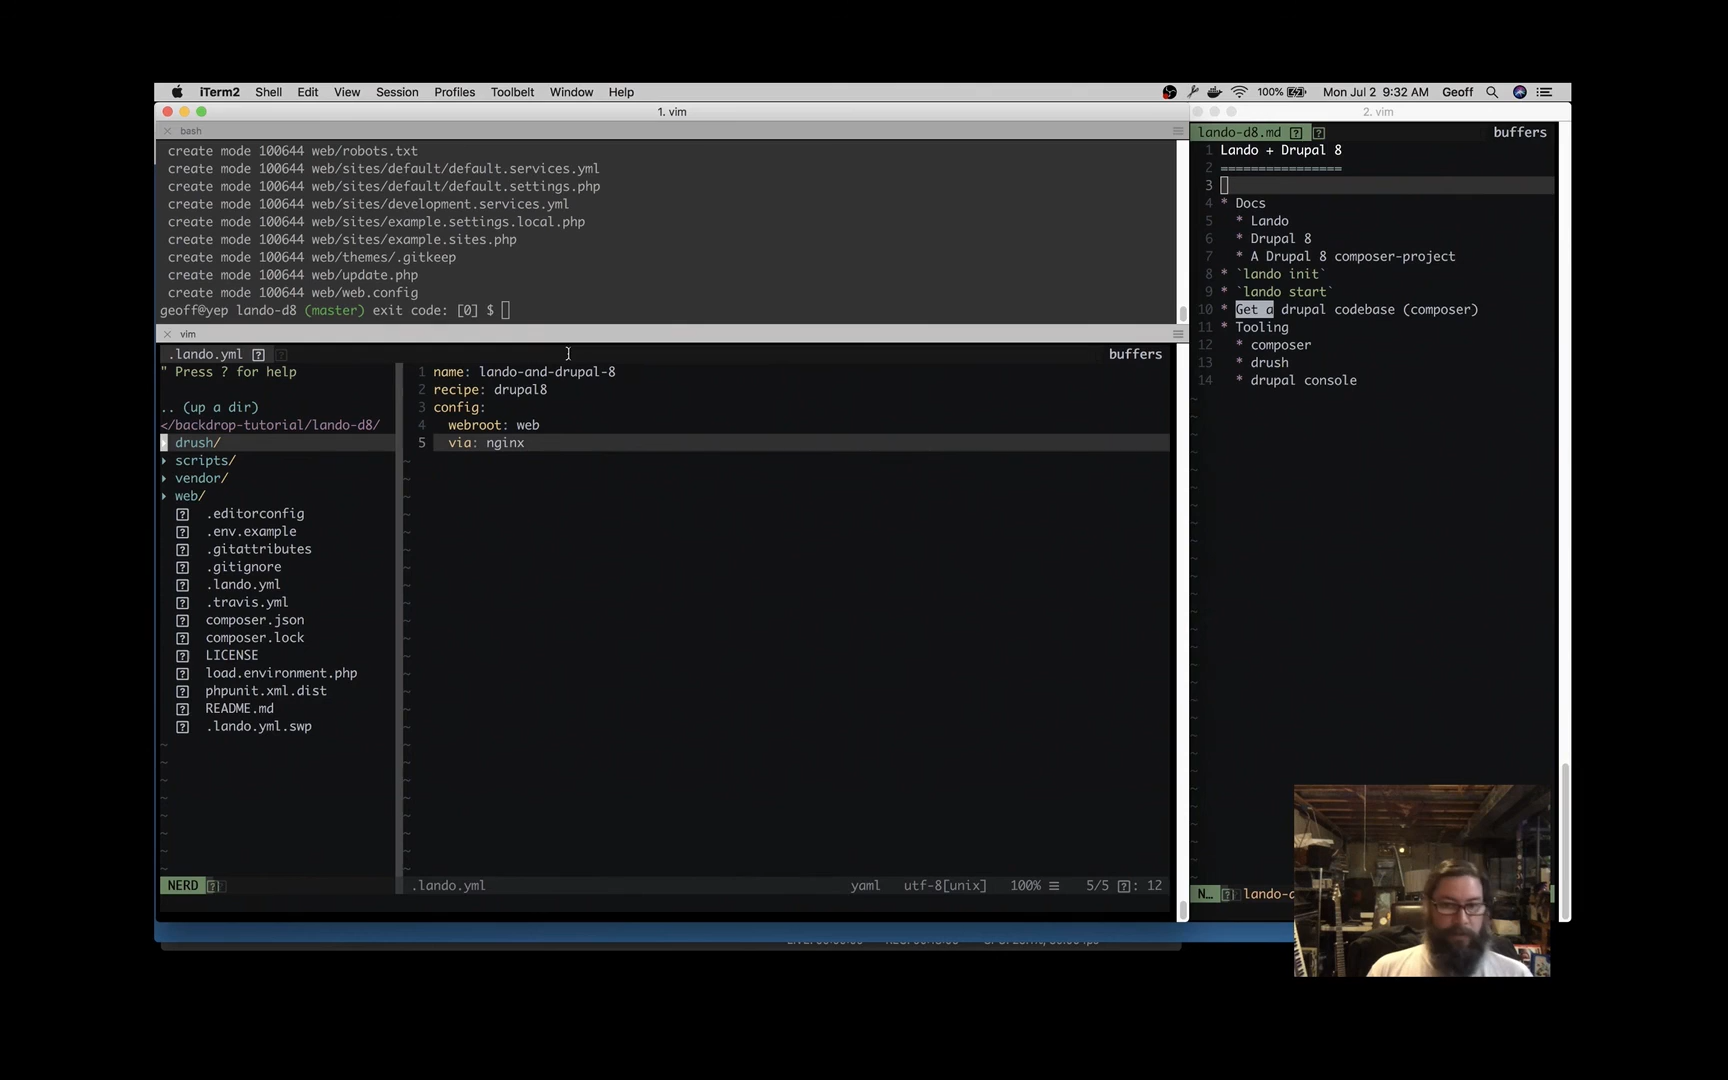 iTerm2 Shell Edit View Session Profiles Toolbelt Window Help 100% Mon Jul 2 9:32 AM Geoff
1. vim
bash
create mode 100644 web/robots.txt
create mode 100644 web/sites/default/default.services.yml
create mode 100644 web/sites/default/default.settings.php
create mode 100644 web/sites/development.services.yml
create mode 100644 web/sites/example.settings.local.php
create mode 100644 web/sites/example.sites.php
create mode 100644 web/themes/.gitkeep
create mode 100644 web/update.php
create mode 100644 web/web.config
geoff@yep lando-d8 (master) exit code: [0] $
vim
.lando.yml buffers
" Press ? for help
.. (up a dir)
</backdrop-tutorial/lando-d8/
drush/
scripts/
vendor/
web/
.editorconfig
.env.example
.gitattributes
.gitignore
.lando.yml
.travis.yml
composer.json
composer.lock
LICENSE
load.environment.php
phpunit.xml.dist
README.md
.lando.yml.swp
1 name: lando-and-drupal-8
2 recipe: drupal8
3 config:
4 webroot: web
5 via: nginx
NERD .lando.yml yaml utf-8[unix] 100% 5/5 : 12
2. vim
lando-d8.md buffers
1 Lando + Drupal 8
2 ================
3
4 * Docs
5 * Lando
6 * Drupal 8
7 * A Drupal 8 composer-project
8 * `lando init`
9 * `lando start`
10 * Get a drupal codebase (composer)
11 * Tooling
12 * composer
13 * drush
14 * drupal console
N… lando-d